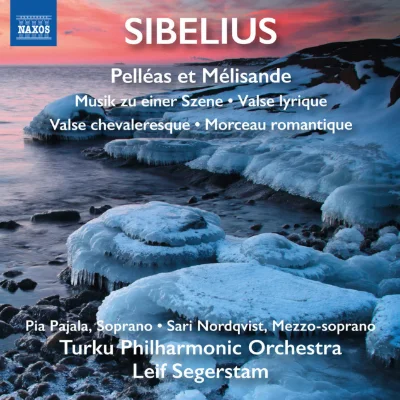 NAXOS
SIBELIUS
Pelléas et Mélisande
Musik zu einer Szene • Valse lyrique
Valse chevaleresque • Morceau romantique
Pia Pajala, Soprano • Sari Nordqvist, Mezzo-soprano
Turku Philharmonic Orchestra
Leif Segerstam